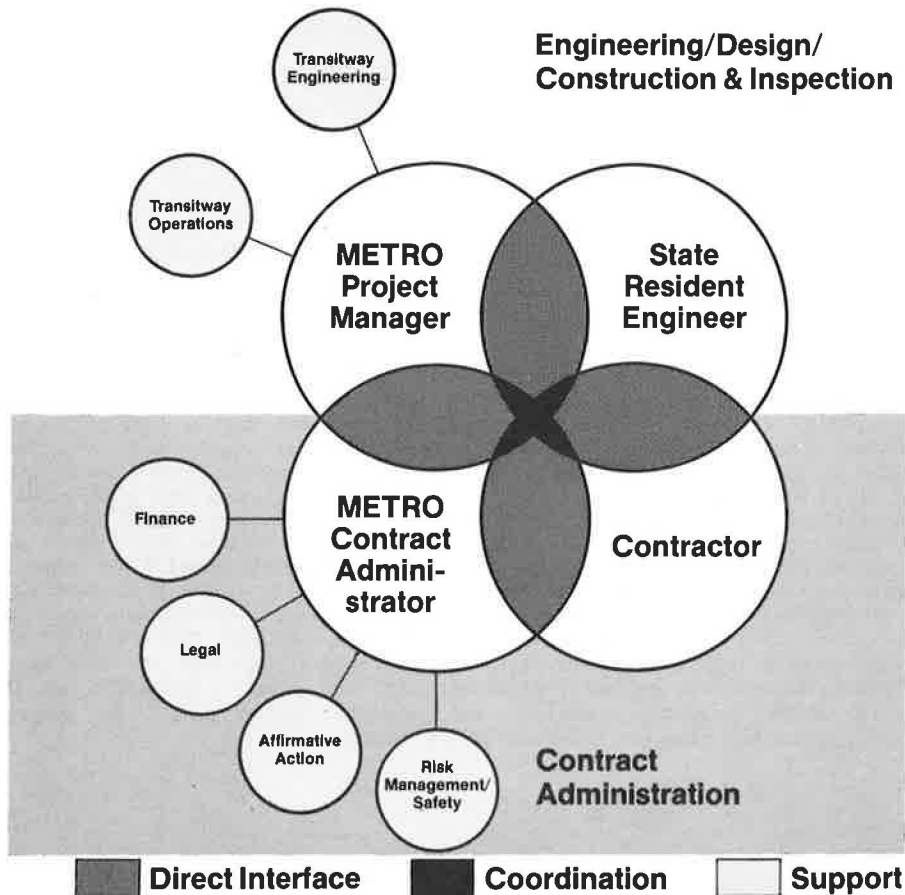 Transitway
Engineering
Engineering/Design/
Construction & Inspection
Transitway
Operations
METRO
Project
Manager
State
Resident
Engineer
Finance
METRO
Contract
Admini-
strator
Contractor
Legal
Affirmative
Action
Risk
Management/
Safety
Contract
Administration
Direct Interface
Coordination
Support